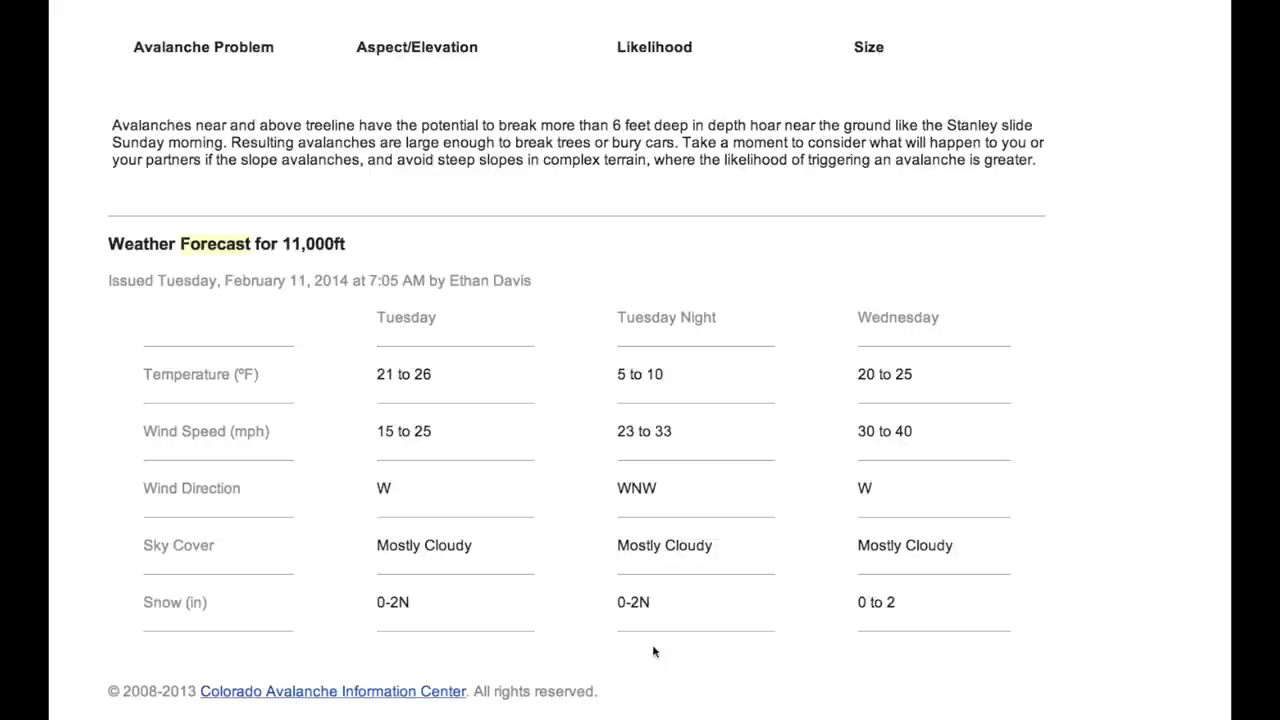 Avalanche Problem Aspect/Elevation Likelihood Size
Avalanches near and above treeline have the potential to break more than 6 feet deep in depth hoar near the ground like the Stanley slide
Sunday morning. Resulting avalanches are large enough to break trees or bury cars. Take a moment to consider what will happen to you or
your partners if the slope avalanches, and avoid steep slopes in complex terrain, where the likelihood of triggering an avalanche is greater.
Weather Forecast for 11,000ft
Issued Tuesday, February 11, 2014 at 7:05 AM by Ethan Davis
Tuesday Tuesday Night Wednesday
Temperature (ºF) 21 to 26 5 to 10 20 to 25
Wind Speed (mph) 15 to 25 23 to 33 30 to 40
Wind Direction W WNW W
Sky Cover Mostly Cloudy Mostly Cloudy Mostly Cloudy
Snow (in) 0-2N 0-2N 0 to 2
© 2008-2013 Colorado Avalanche Information Center. All rights reserved.